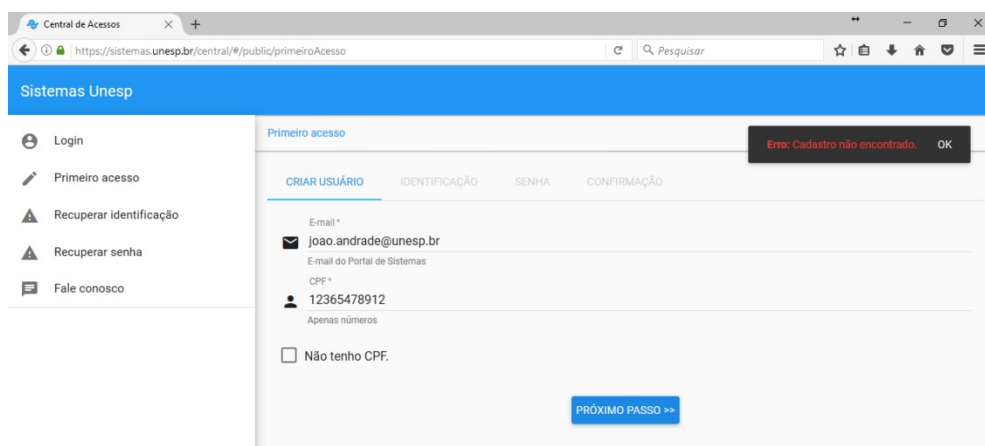 Central de Acessos
https://sistemas.unesp.br/central/#/public/primeiroAcesso
Pesquisar
Sistemas Unesp
Login
Primeiro acesso
Recuperar identificação
Recuperar senha
Fale conosco
Primeiro acesso
Erro: Cadastro não encontrado. OK
CRIAR USUÁRIO IDENTIFICAÇÃO SENHA CONFIRMAÇÃO
E-mail *
joao.andrade@unesp.br
E-mail do Portal de Sistemas
CPF *
12365478912
Apenas números
Não tenho CPF.
PRÓXIMO PASSO >>